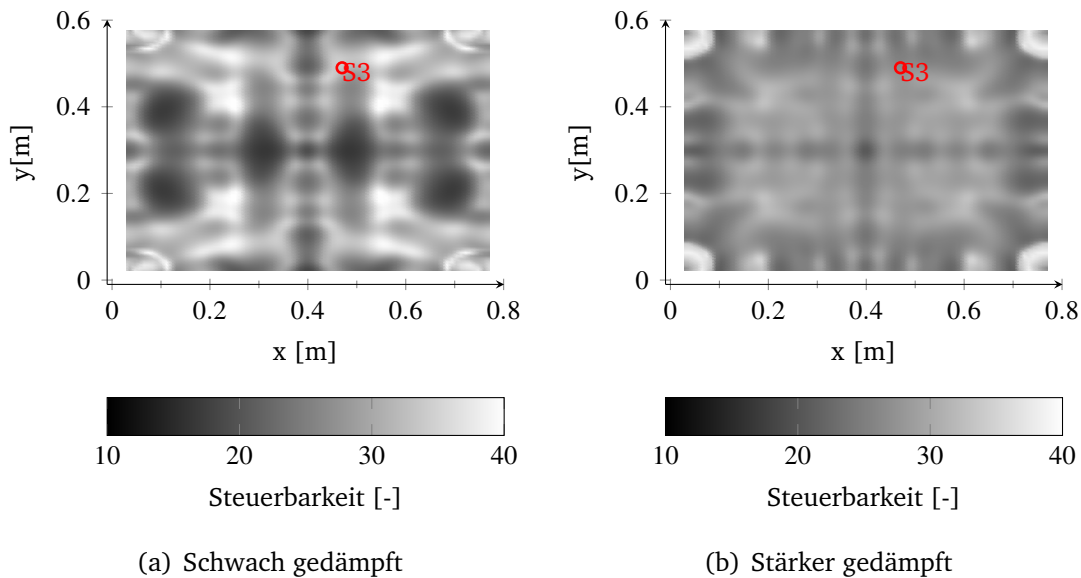 0.6
0.4
0.2
0
y[m]
S3
0 0.2 0.4 0.6 0.8
x [m]
10 20 30 40
Steuerbarkeit [-]
(a) Schwach gedämpft
0.6
0.4
0.2
0
y[m]
S3
0 0.2 0.4 0.6 0.8
x [m]
10 20 30 40
Steuerbarkeit [-]
(b) Stärker gedämpft